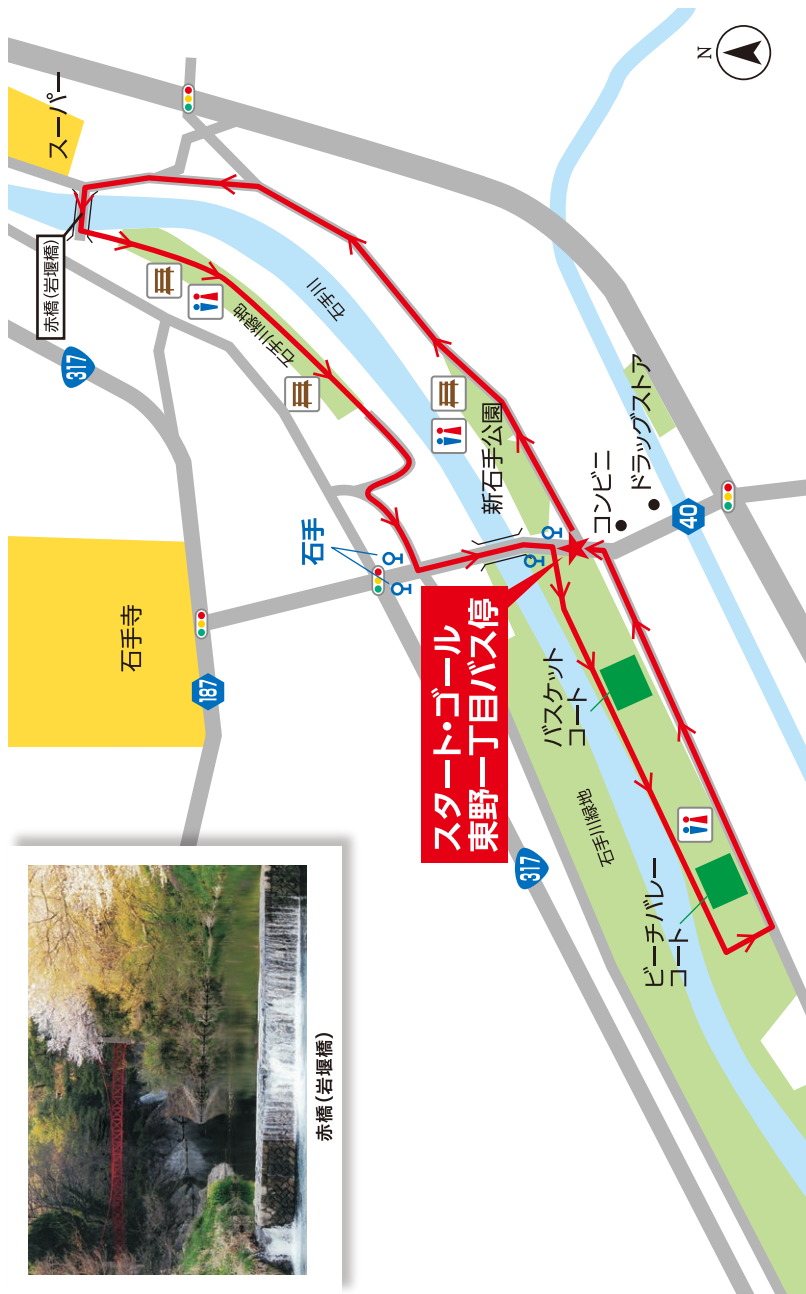 N
スーパー
赤橋(岩堰橋)
317
石手川
石手川緑地
新石手公園
コンビニ
ドラッグストア
40
石手
石手寺
187
スタート・ゴール
東野一丁目バス停
バスケット
コート
石手川緑地
317
ビーチバレー
コート
赤橋(岩堰橋)